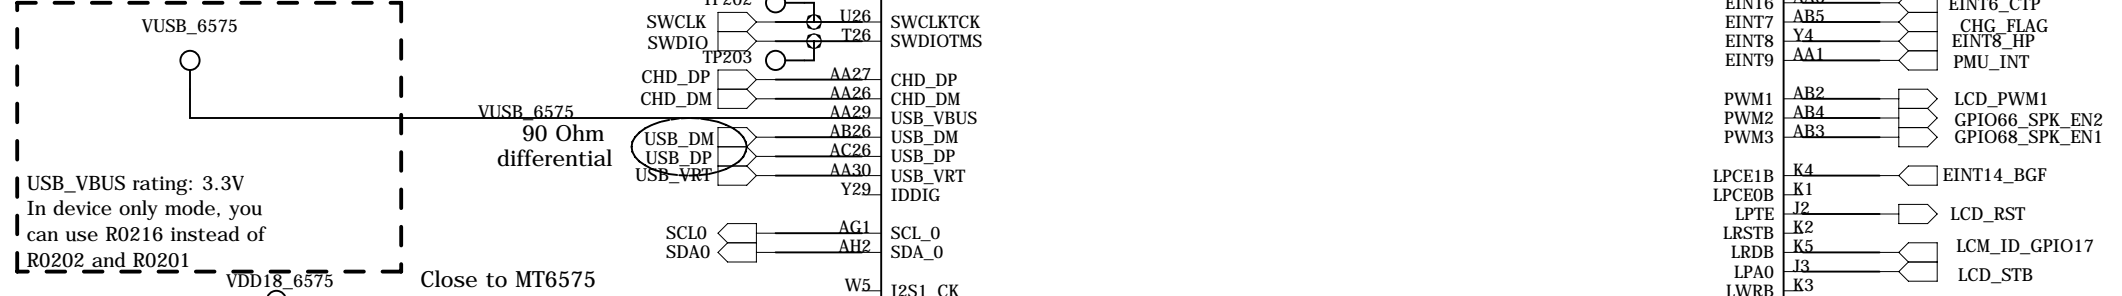 VUSB_6575
USB_VBUS rating: 3.3V
In device only mode, you
can use R0216 instead of
R0202 and R0201
VDD18_6575
Close to MT6575
VUSB_6575
90 Ohm
differential
SWCLK U26 SWCLKTCK
SWDIO T26 SWDIOTMS
TP203
CHD_DP AA27 CHD_DP
CHD_DM AA26 CHD_DM
AA29 USB_VBUS
USB_DM AB26 USB_DM
USB_DP AC26 USB_DP
USB_VRT AA30 USB_VRT
Y29 IDDIG
SCL0 AG1 SCL_0
SDA0 AH2 SDA_0
W5 I2S1_CK
EINT6 EINT6_CTP
EINT7 AB5 CHG_FLAG
EINT8 Y4 EINT8_HP
EINT9 AA1 PMU_INT
PWM1 AB2 LCD_PWM1
PWM2 AB4 GPIO66_SPK_EN2
PWM3 AB3 GPIO68_SPK_EN1
LPCE1B K4 EINT14_BGF
LPCE0B K1
LPTE J2 LCD_RST
LRSTB K2
LRDB K5 LCM_ID_GPIO17
LPA0 J3 LCD_STB
LWRB K3